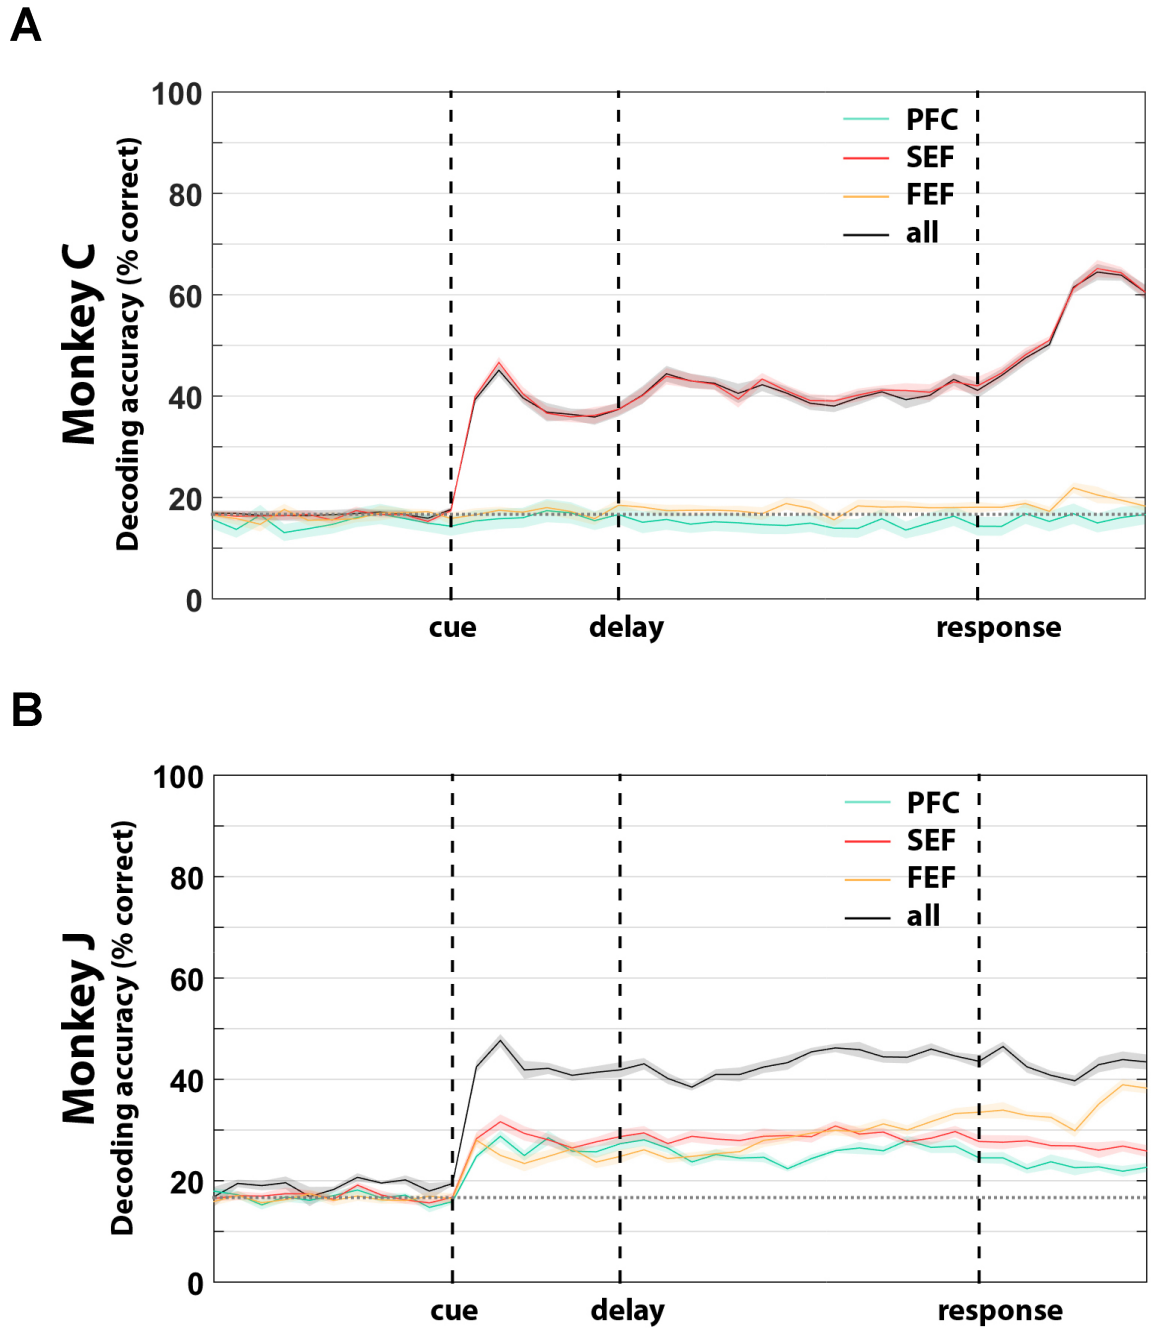 A
Monkey C
Decoding accuracy (% correct)
100
80
60
40
20
0
PFC
SEF
FEF
all
cue
delay
response
B
Monkey J
Decoding accuracy (% correct)
100
80
60
40
20
0
PFC
SEF
FEF
all
cue
delay
response